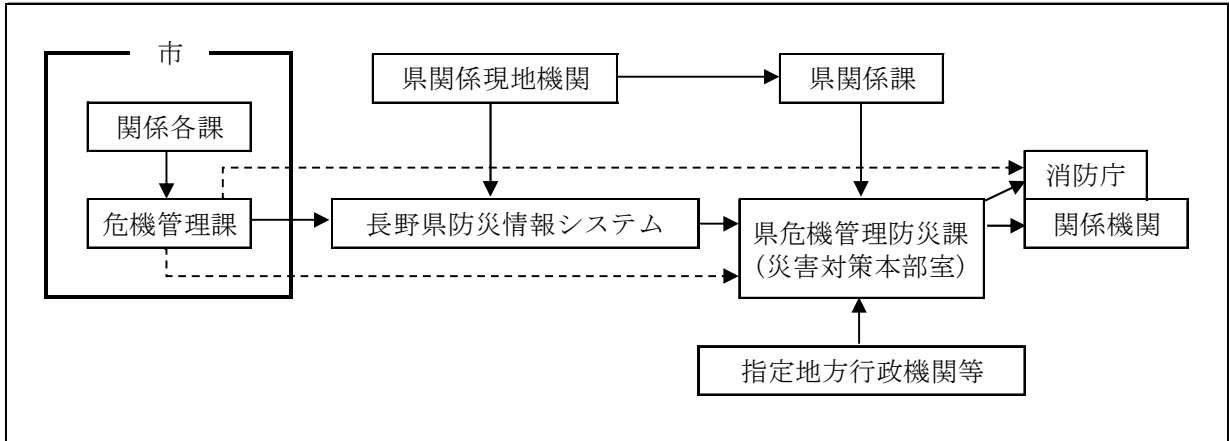 市
県関係現地機関
県関係課
関係各課
消防庁
危機管理課
長野県防災情報システム
県危機管理防災課
（災害対策本部室）
関係機関
指定地方行政機関等